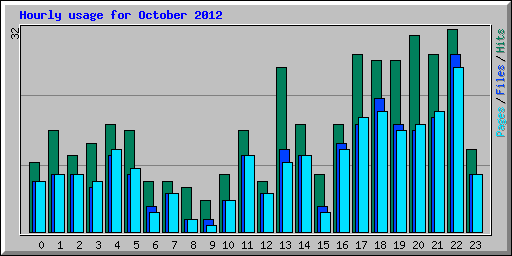 Hourly usage for October 2012
32
Pages/Files/Hits
0 1 2 3 4 5 6 7 8 9 10 11 12 13 14 15 16 17 18 19 20 21 22 23